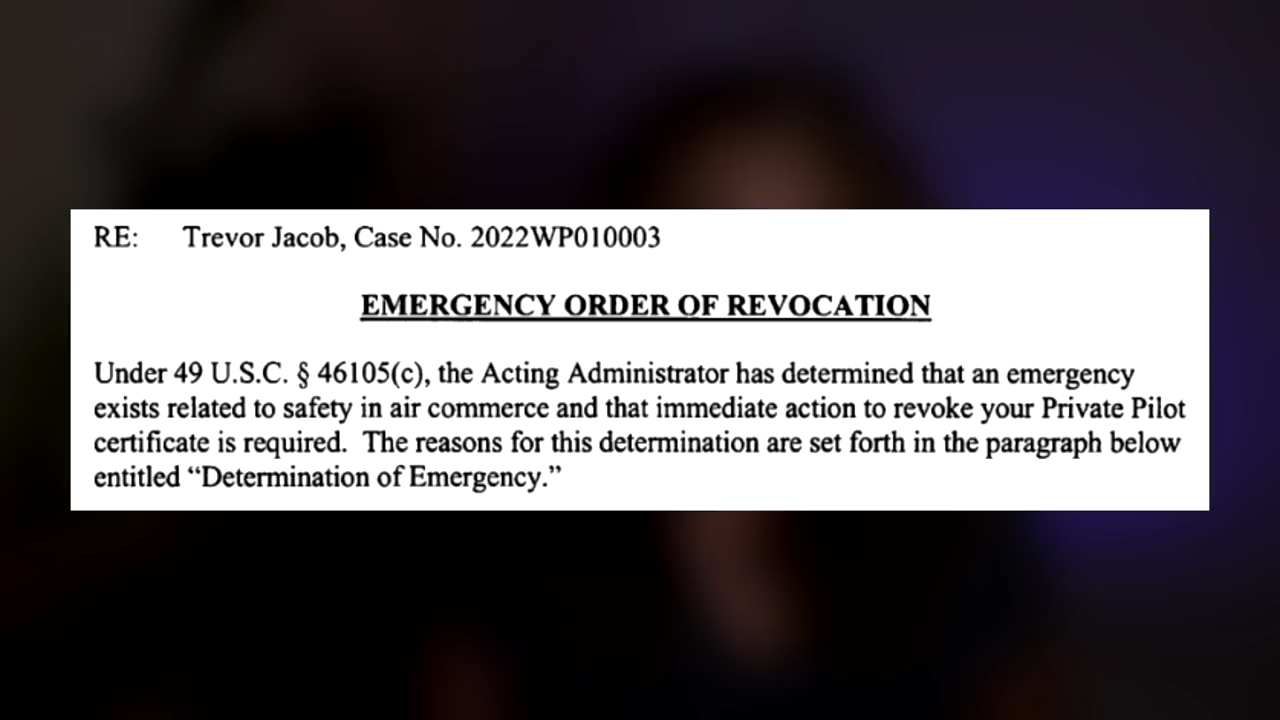 RE: Trevor Jacob, Case No. 2022WP010003
EMERGENCY ORDER OF REVOCATION
Under 49 U.S.C. § 46105(c), the Acting Administrator has determined that an emergency
exists related to safety in air commerce and that immediate action to revoke your Private Pilot
certificate is required. The reasons for this determination are set forth in the paragraph below
entitled “Determination of Emergency.”